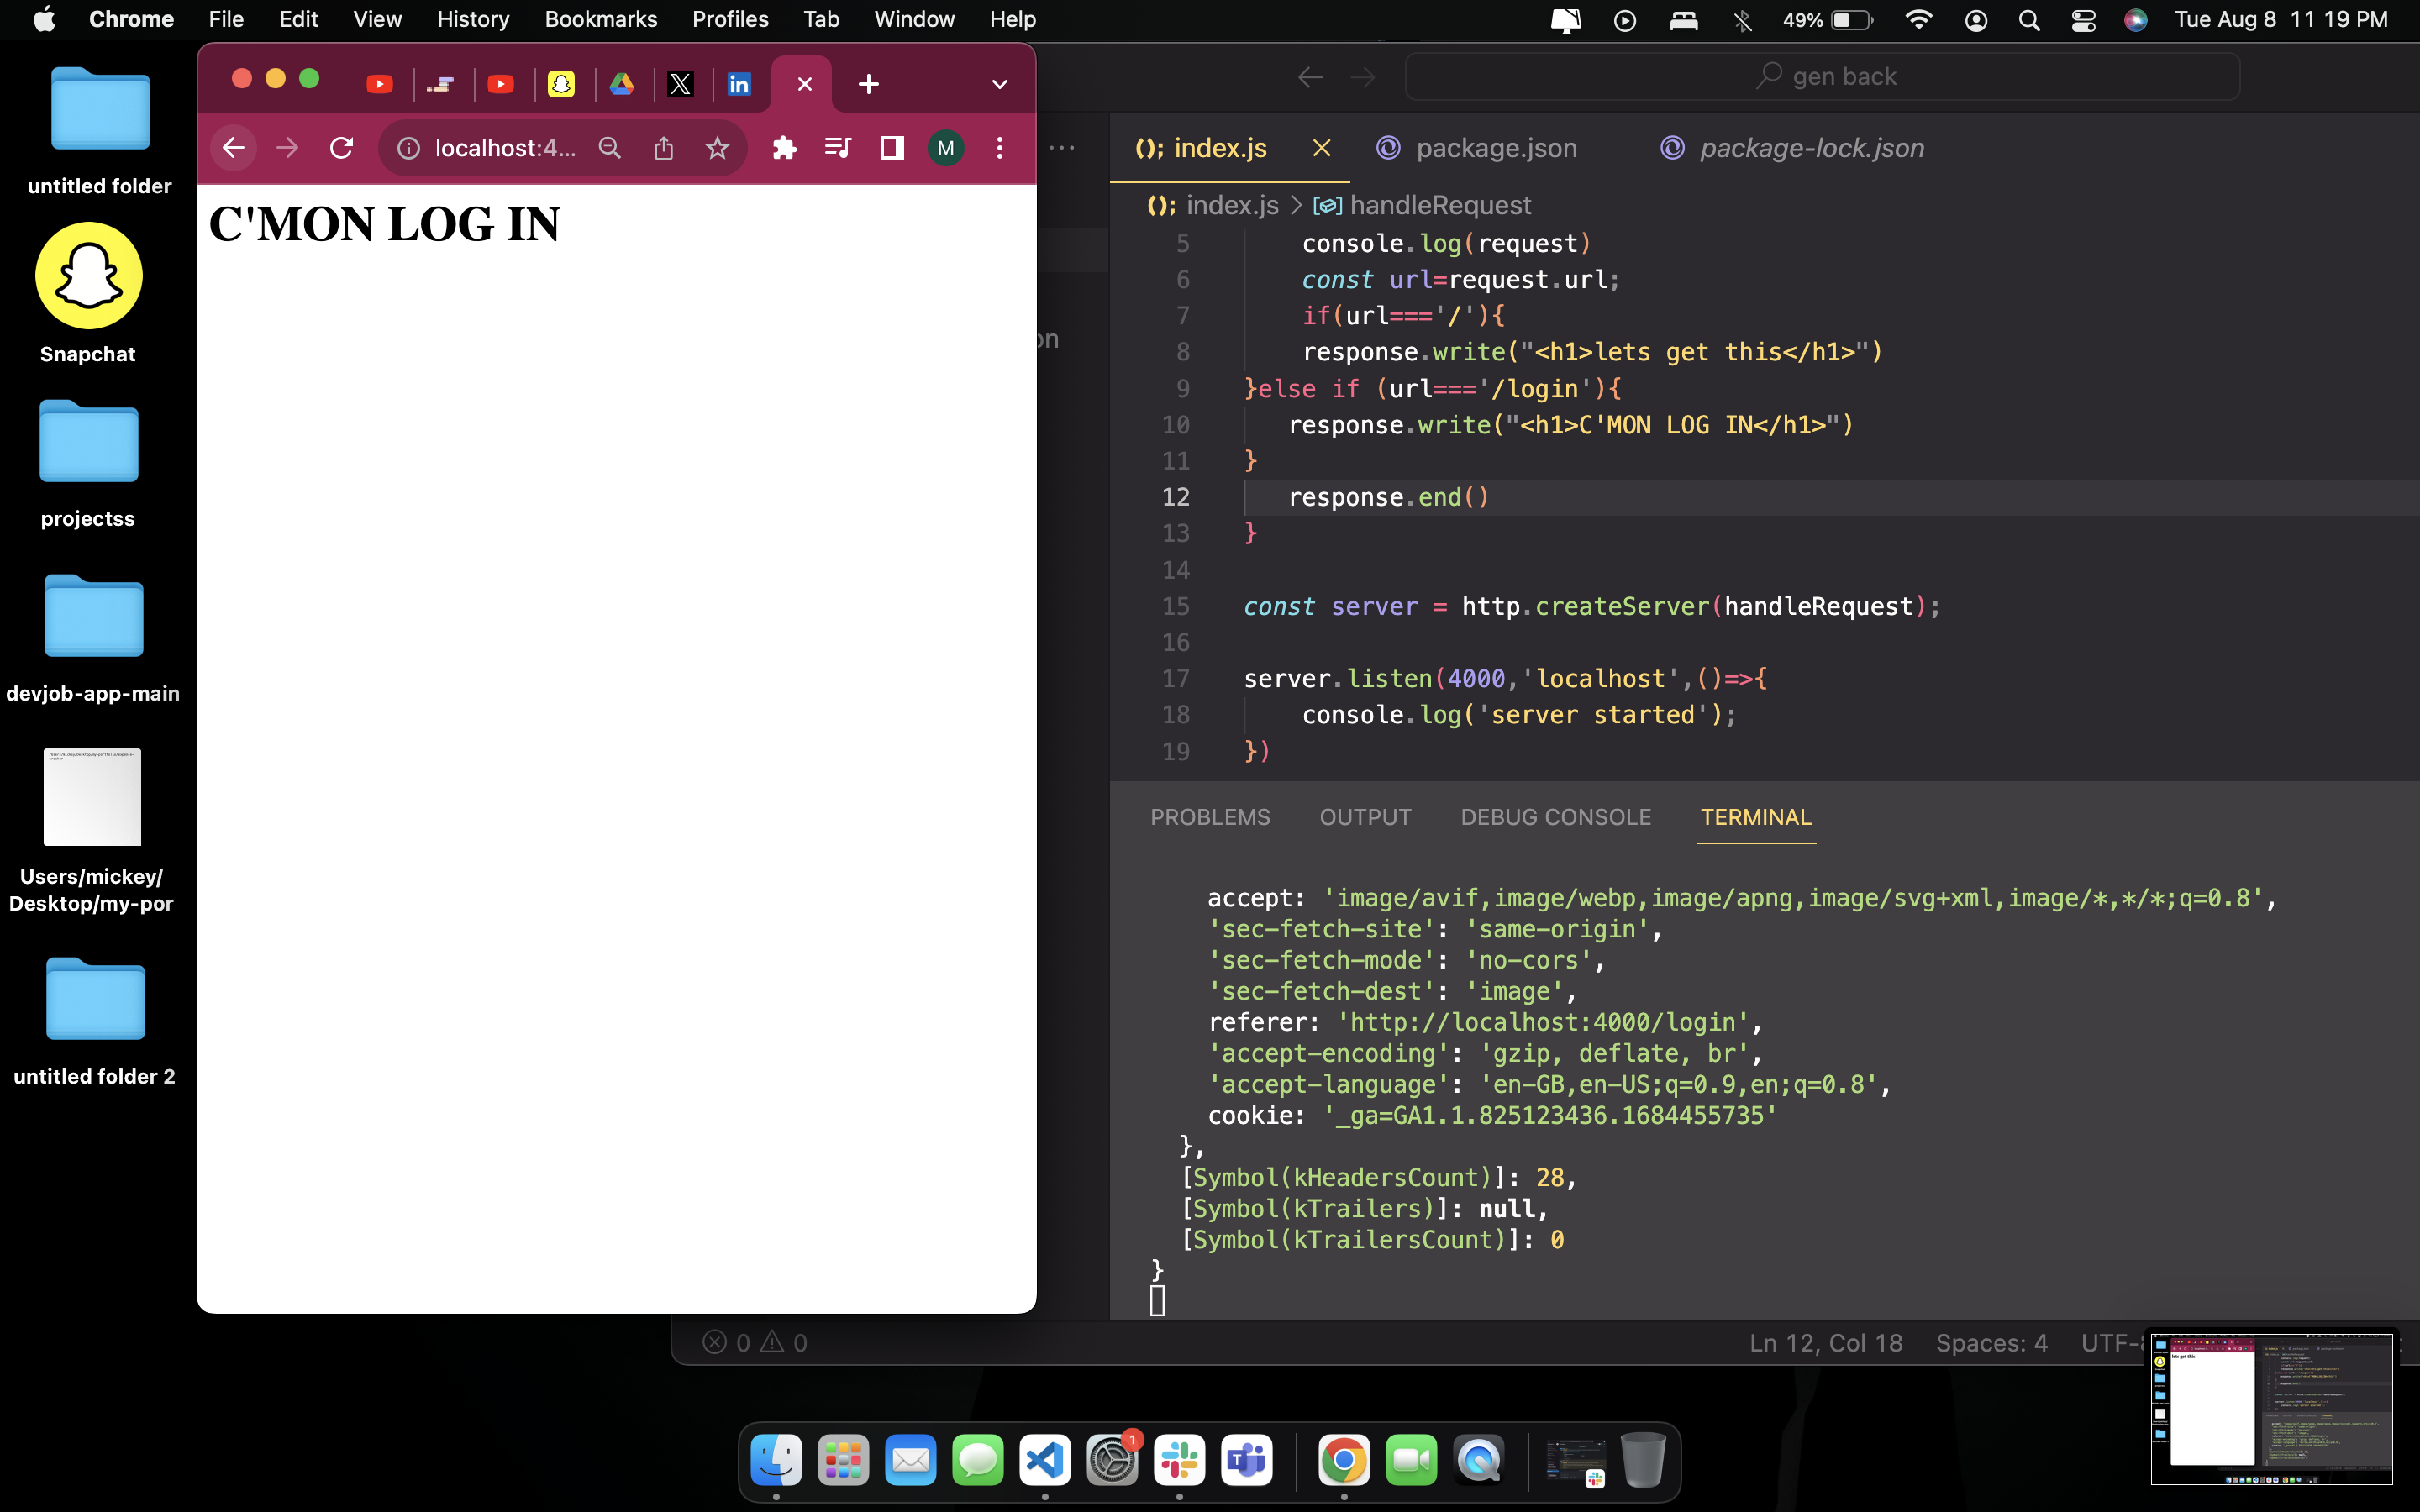 Chrome File Edit View History Bookmarks Profiles Tab Window Help
49% Tue Aug 8 11 19 PM
untitled folder
Snapchat
projectss
devjob-app-main
Users/mickey/
Desktop/my-por
untitled folder 2
localhost:4...
M
C'MON LOG IN
gen back
index.js package.json package-lock.json
index.js > handleRequest
5 console.log(request)
6 const url=request.url;
7 if(url==='/'){
8 response.write("<h1>lets get this</h1>")
9 }else if (url==='/login'){
10 response.write("<h1>C'MON LOG IN</h1>")
11 }
12 response.end()
13 }
14
15 const server = http.createServer(handleRequest);
16
17 server.listen(4000,'localhost',()=>{
18 console.log('server started');
19 })
PROBLEMS OUTPUT DEBUG CONSOLE TERMINAL
accept: 'image/avif,image/webp,image/apng,image/svg+xml,image/*,*/*;q=0.8',
'sec-fetch-site': 'same-origin',
'sec-fetch-mode': 'no-cors',
'sec-fetch-dest': 'image',
referer: 'http://localhost:4000/login',
'accept-encoding': 'gzip, deflate, br',
'accept-language': 'en-GB,en-US;q=0.9,en;q=0.8',
cookie: '_ga=GA1.1.825123436.1684455735'
},
[Symbol(kHeadersCount)]: 28,
[Symbol(kTrailers)]: null,
[Symbol(kTrailersCount)]: 0
}
0 0 Ln 12, Col 18 Spaces: 4 UTF-8
1